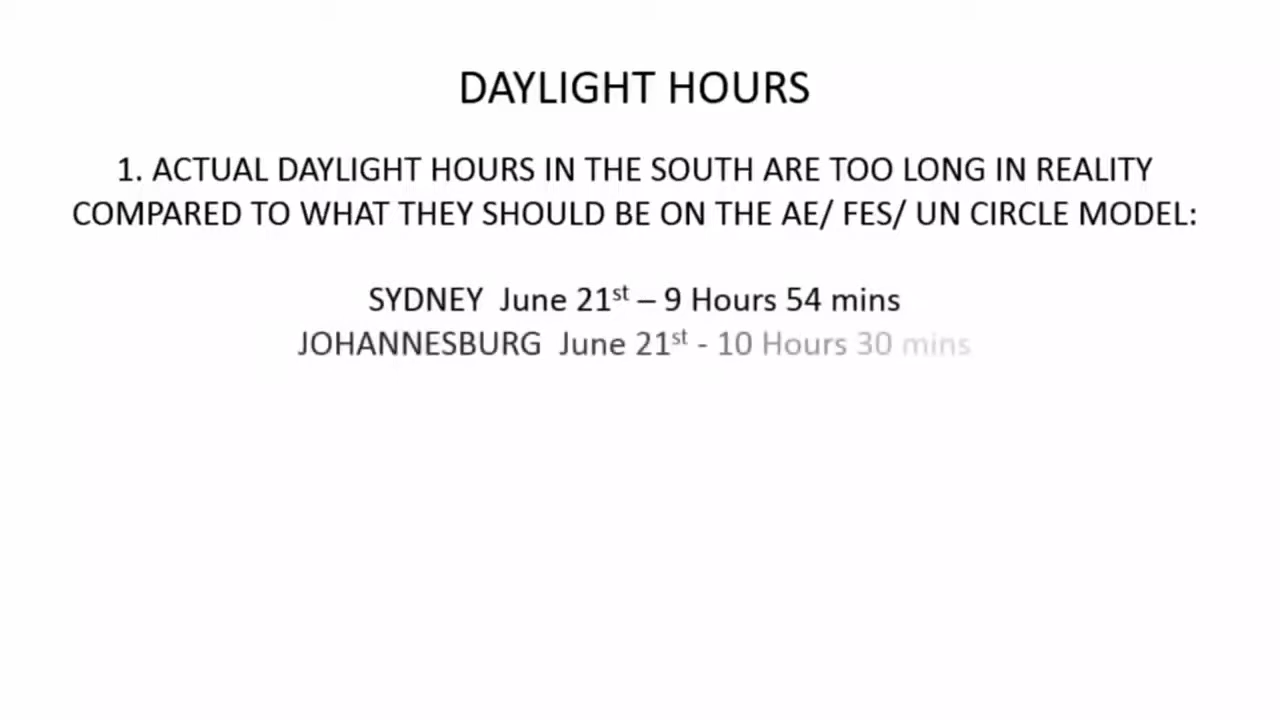 DAYLIGHT HOURS
1. ACTUAL DAYLIGHT HOURS IN THE SOUTH ARE TOO LONG IN REALITY
COMPARED TO WHAT THEY SHOULD BE ON THE AE/ FES/ UN CIRCLE MODEL:
SYDNEY June 21st – 9 Hours 54 mins
JOHANNESBURG June 21st - 10 Hours 30 mins